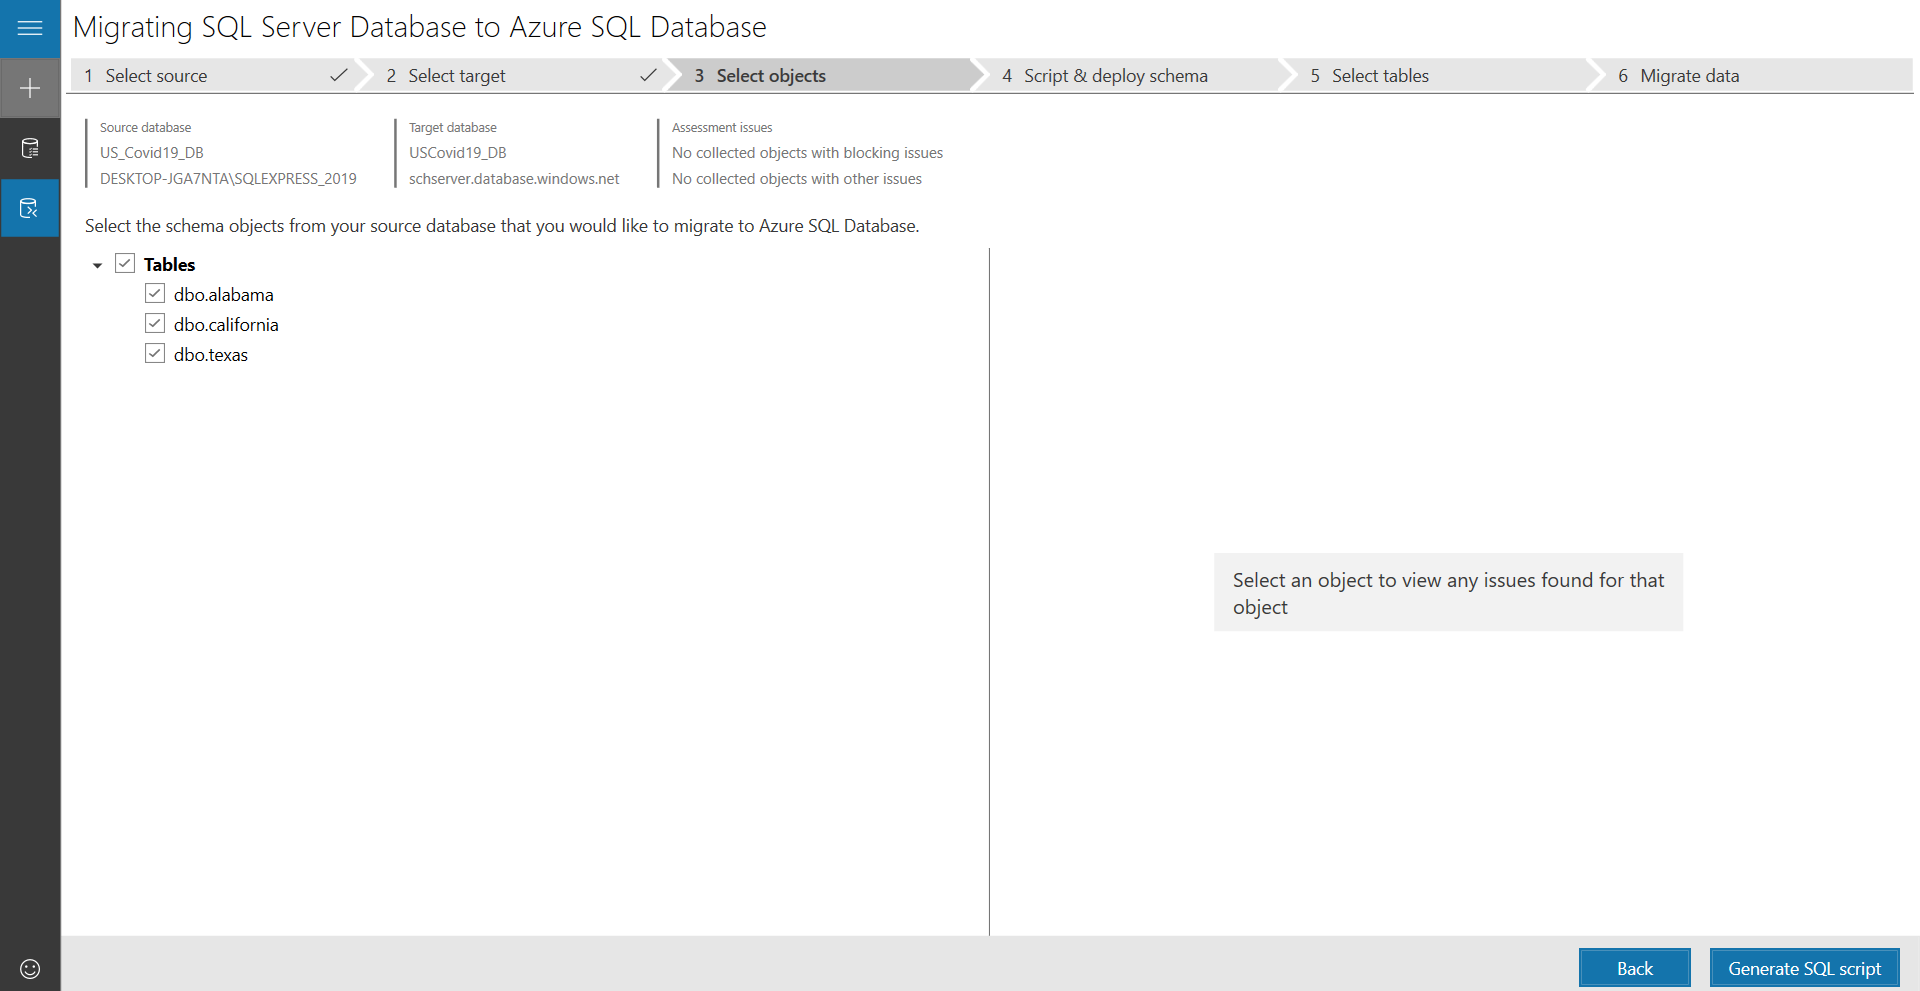 Migrating SQL Server Database to Azure SQL Database
1 Select source
2 Select target
3 Select objects
4 Script & deploy schema
5 Select tables
6 Migrate data
Source database
US_Covid19_DB
DESKTOP-JGA7NTA\SQLEXPRESS_2019
Target database
USCovid19_DB
schserver.database.windows.net
Assessment issues
No collected objects with blocking issues
No collected objects with other issues
Select the schema objects from your source database that you would like to migrate to Azure SQL Database.
Tables
dbo.alabama
dbo.california
dbo.texas
Select an object to view any issues found for that
object
Back
Generate SQL script